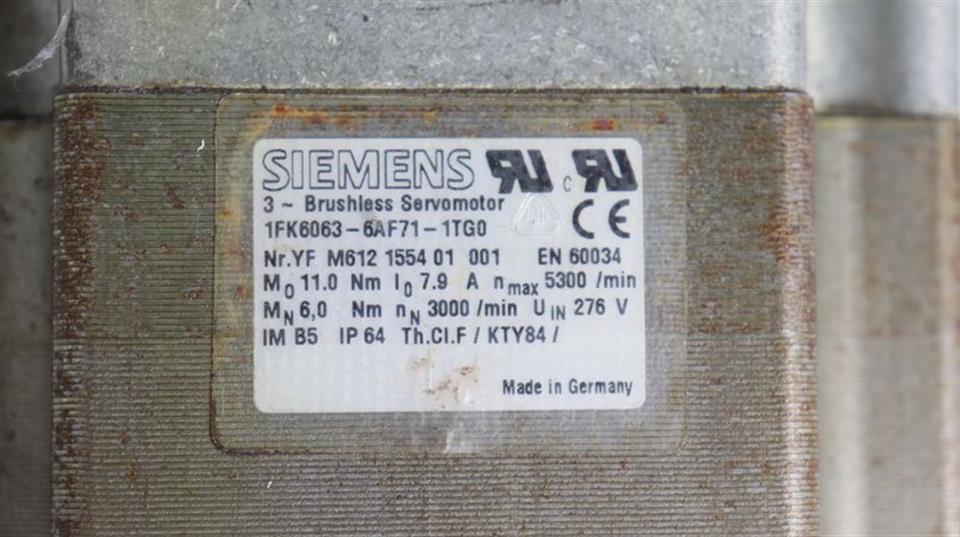 SIEMENS
3 ~ Brushless Servomotor
1FK6063-6AF71-1TG0
Nr.YF M612 1554 01 001 EN 60034
M0 11.0 Nm I0 7.9 A nmax 5300 /min
MN 6,0 Nm nN 3000 /min UIN 276 V
IM B5 IP 64 Th.Cl.F / KTY84 /
Made in Germany